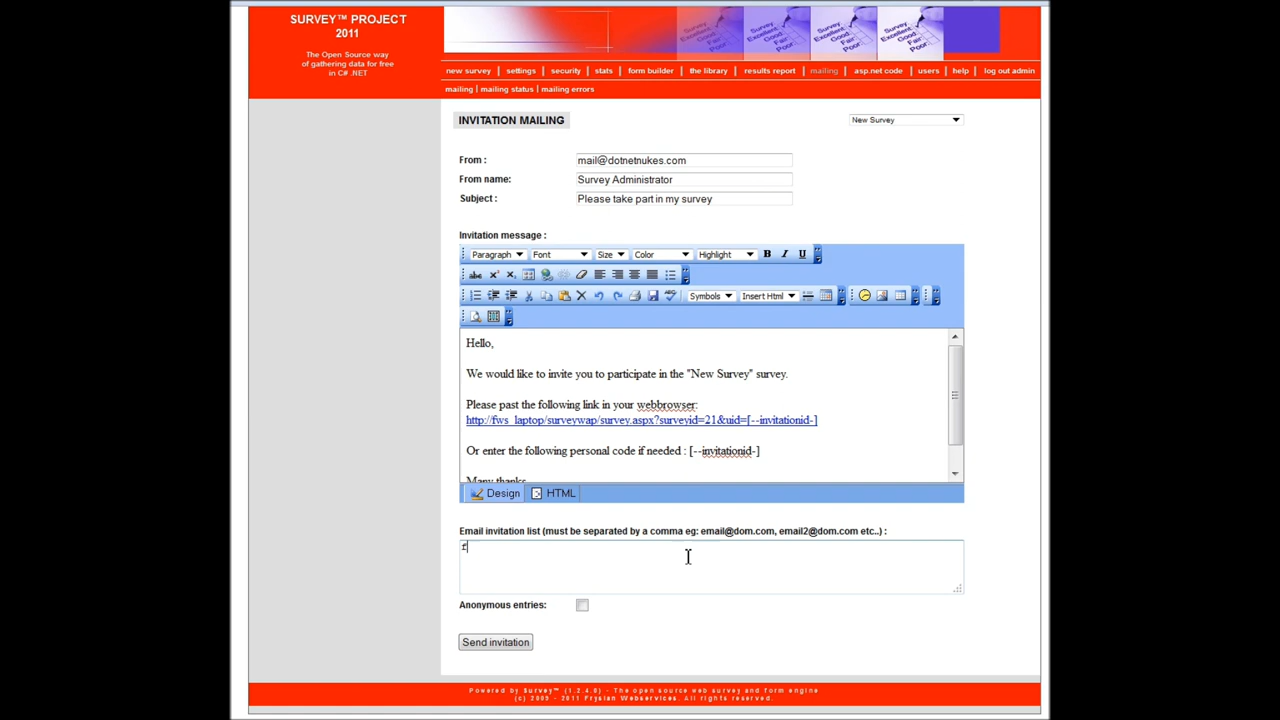 SURVEY™ PROJECT
2011
The Open Source way
of gathering data for free
in C# .NET
new survey | settings | security | stats | form builder | the library | results report | mailing | asp.net code | users | help | log out admin
mailing | mailing status | mailing errors
INVITATION MAILING
New Survey
From :
mail@dotnetnukes.com
From name:
Survey Administrator
Subject :
Please take part in my survey
Invitation message :
Paragraph Font Size Color Highlight B I U
Symbols Insert Html
Hello,
We would like to invite you to participate in the "New Survey" survey.
Please past the following link in your webbrowser:
http://fws_laptop/surveywap/survey.aspx?surveyid=21&uid=[--invitationid-]
Or enter the following personal code if needed : [--invitationid-]
Many thanks
Design HTML
Email invitation list (must be separated by a comma eg: email@dom.com, email2@dom.com etc..) :
f
Anonymous entries:
Send invitation
Powered by Survey™ (1.2.4.0) - The open source web survey and form engine
(c) 2009 - 2011 Frysian Webservices. All rights reserved.